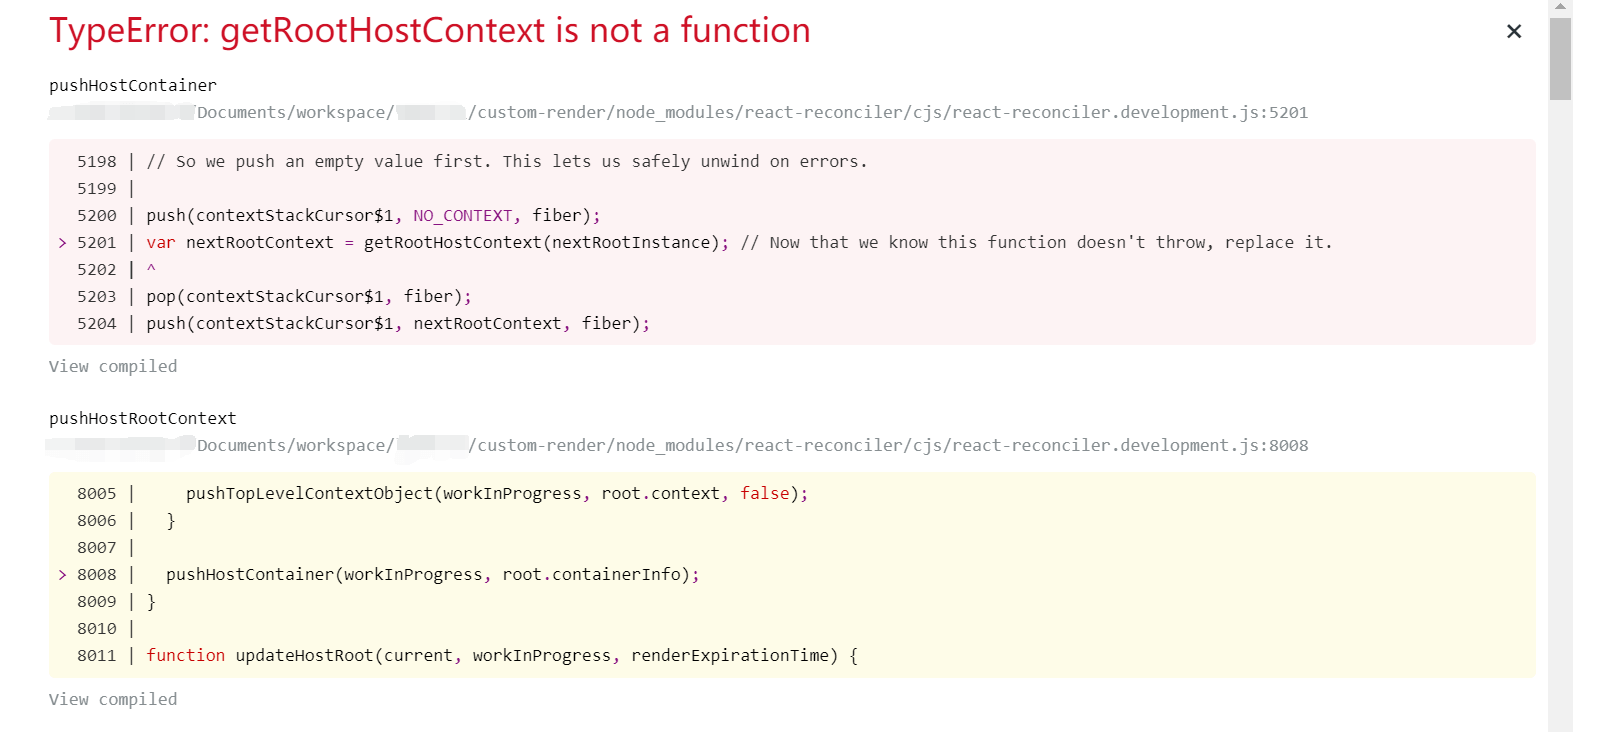 TypeError: getRootHostContext is not a function
×
pushHostContainer
/Documents/workspace/ /custom-render/node_modules/react-reconciler/cjs/react-reconciler.development.js:5201
5198 | // So we push an empty value first. This lets us safely unwind on errors.
5199 |
5200 | push(contextStackCursor$1, NO_CONTEXT, fiber);
> 5201 | var nextRootContext = getRootHostContext(nextRootInstance); // Now that we know this function doesn't throw, replace it.
5202 | ^
5203 | pop(contextStackCursor$1, fiber);
5204 | push(contextStackCursor$1, nextRootContext, fiber);
View compiled
pushHostRootContext
Documents/workspace/ /custom-render/node_modules/react-reconciler/cjs/react-reconciler.development.js:8008
8005 |     pushTopLevelContextObject(workInProgress, root.context, false);
8006 |   }
8007 |
> 8008 |   pushHostContainer(workInProgress, root.containerInfo);
8009 | }
8010 |
8011 | function updateHostRoot(current, workInProgress, renderExpirationTime) {
View compiled